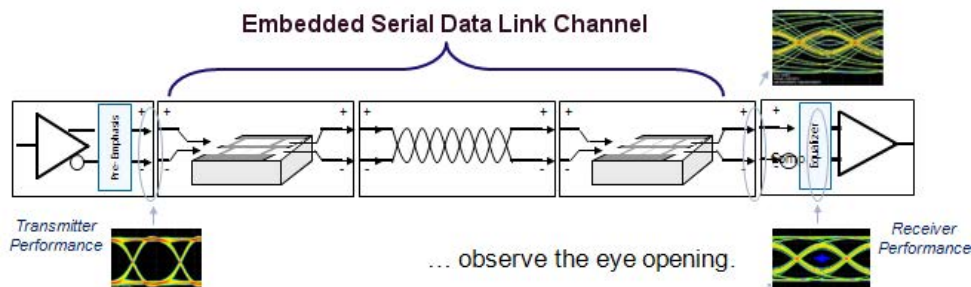 Embedded Serial Data Link Channel
Pre-Emphasis
+
+
+
+
+
+
+
+
-
-
-
-
-
-
-
-
Equalizer
Transmitter
Performance
... observe the eye opening.
Receiver
Performance